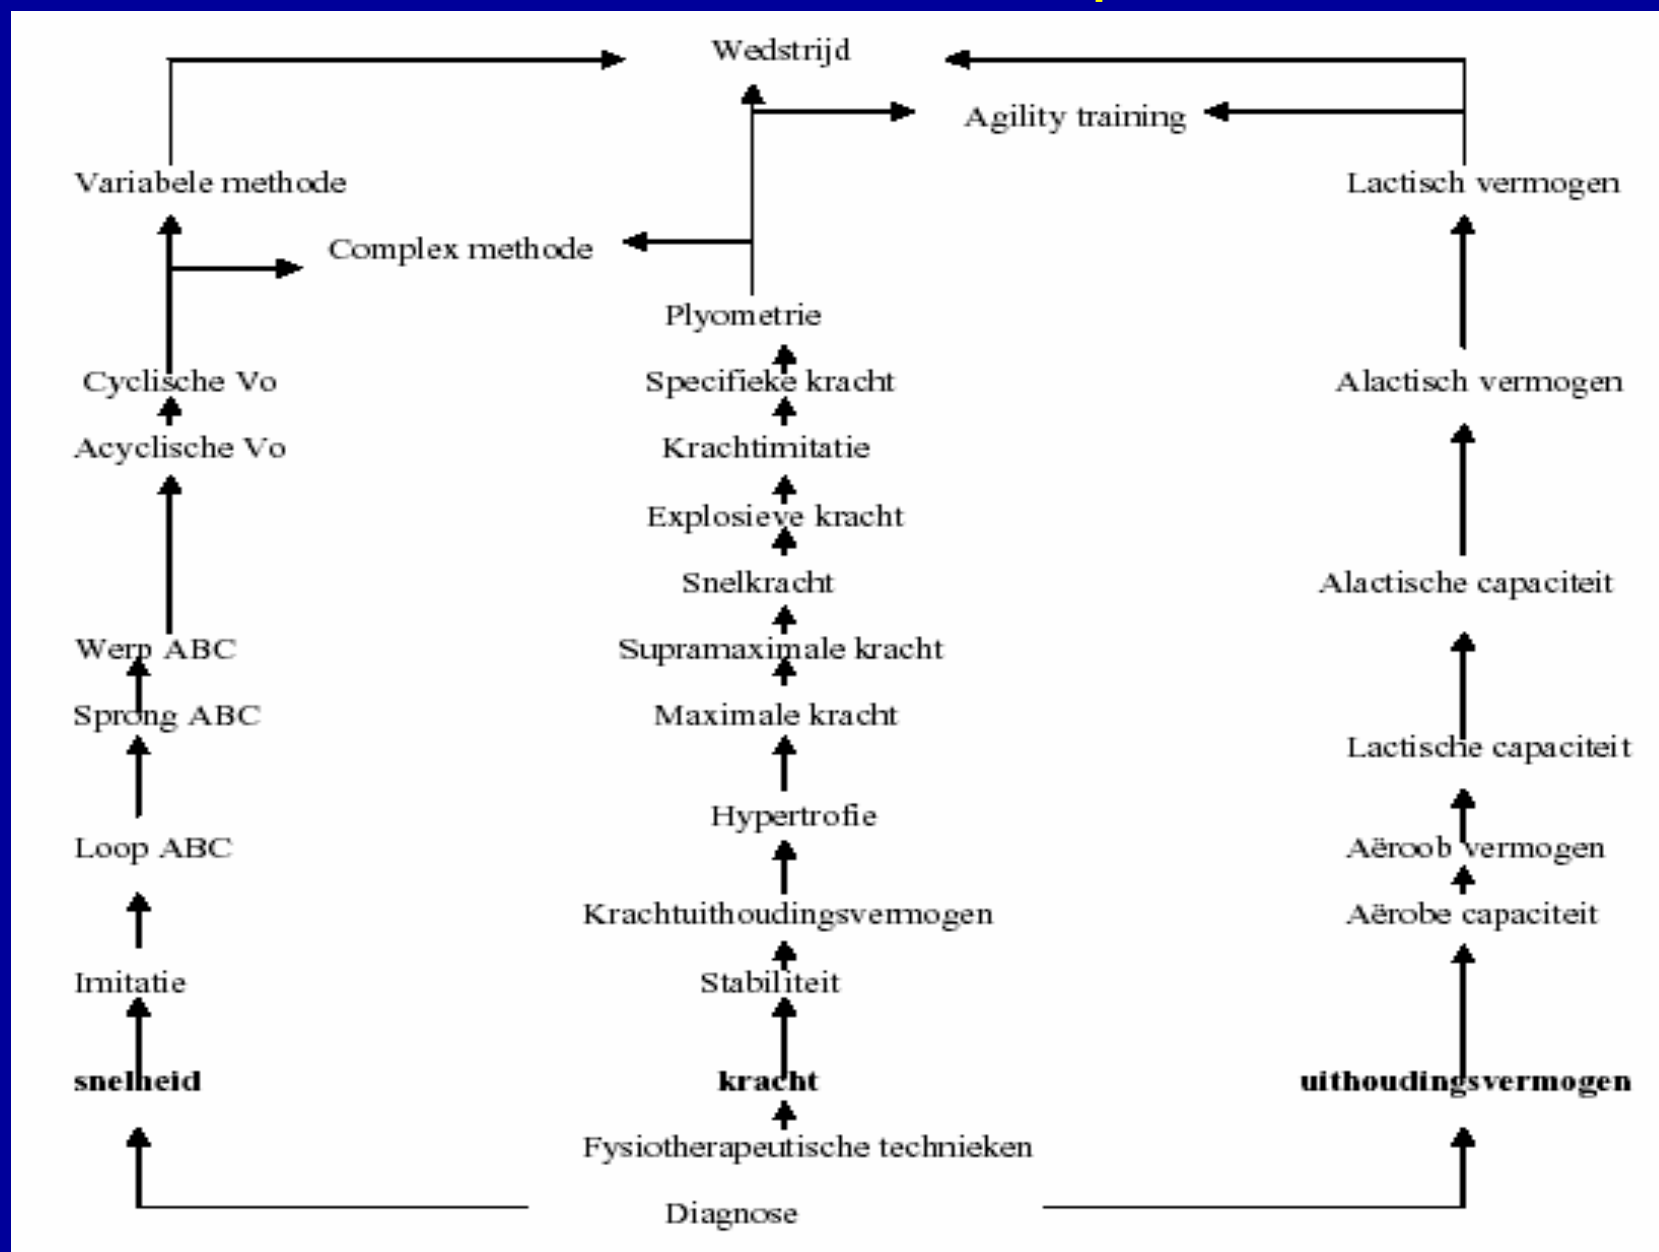 Wedstrijd
Agility training
Variabele methode
Lactisch vermogen
Complex methode
Plyometrie
Cyclische Vo
Specifieke kracht
Alactisch vermogen
Acyclische Vo
Krachtimitatie
Explosieve kracht
Snelkracht
Alactische capaciteit
Werp ABC
Supramaximale kracht
Sprong ABC
Maximale kracht
Lactische capaciteit
Hypertrofie
Loop ABC
Aëroob vermogen
Krachtuithoudingsvermogen
Aërobe capaciteit
Imitatie
Stabiliteit
snelheid
kracht
uithoudingsvermogen
Fysiotherapeutische technieken
Diagnose